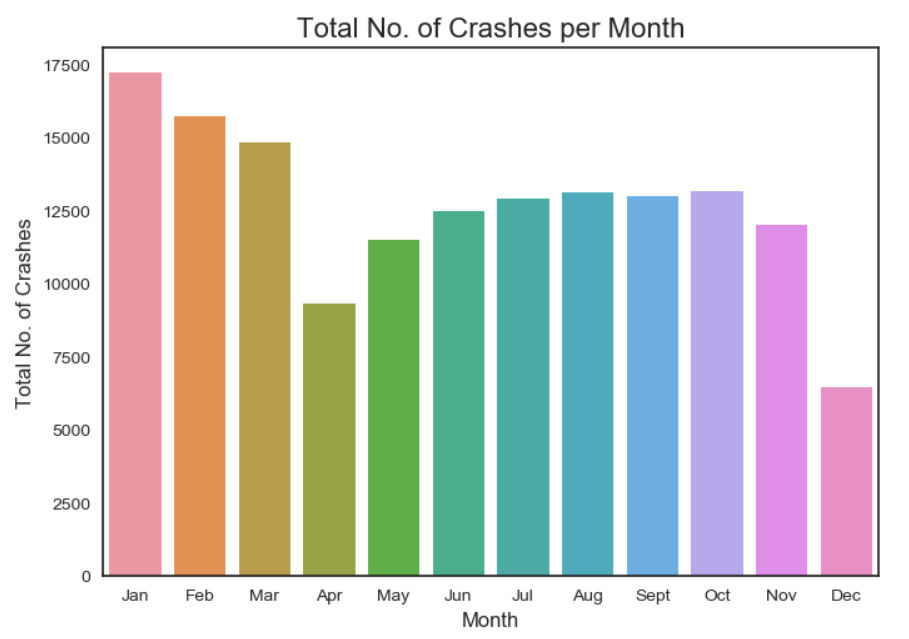 Total No. of Crashes per Month
Total No. of Crashes
17500
15000
12500
10000
7500
5000
2500
0
Jan Feb Mar Apr May Jun Jul Aug Sept Oct Nov Dec
Month